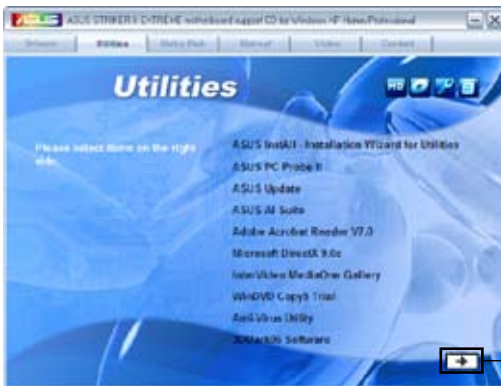 ASUS STRIKER II EXTREME motherboard support CD for Windows XP Home/Professional
Drivers Utilities Make Disk Manual Video Contact
Utilities
Please select items on the right side.
ASUS InstAll - Installation Wizard for Utilities
ASUS PC Probe II
ASUS Update
ASUS AI Suite
Adobe Acrobat Reader V7.0
Microsoft DirectX 9.0c
InterVideo MediaOne Gallery
WinDVD Copy5 Trial
Anti-Virus Utility
3DMark06 Software